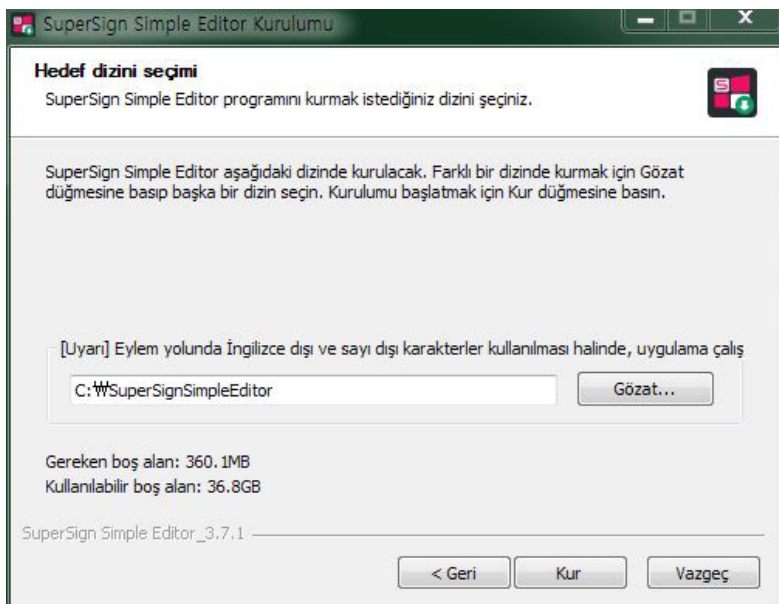 SuperSign Simple Editor Kurulumu
Hedef dizini seçimi
SuperSign Simple Editor programını kurmak istediğiniz dizini seçiniz.
SuperSign Simple Editor aşağıdaki dizinde kurulacak. Farklı bir dizinde kurmak için Gözat
düğmesine basıp başka bir dizin seçin. Kurulumu başlatmak için Kur düğmesine basın.
[Uyarı] Eylem yolunda İngilizce dışı ve sayı dışı karakterler kullanılması halinde, uygulama çalış
C:₩SuperSignSimpleEditor
Gözat...
Gereken boş alan: 360.1MB
Kullanılabilir boş alan: 36.8GB
SuperSign Simple Editor_3.7.1
< Geri
Kur
Vazgeç